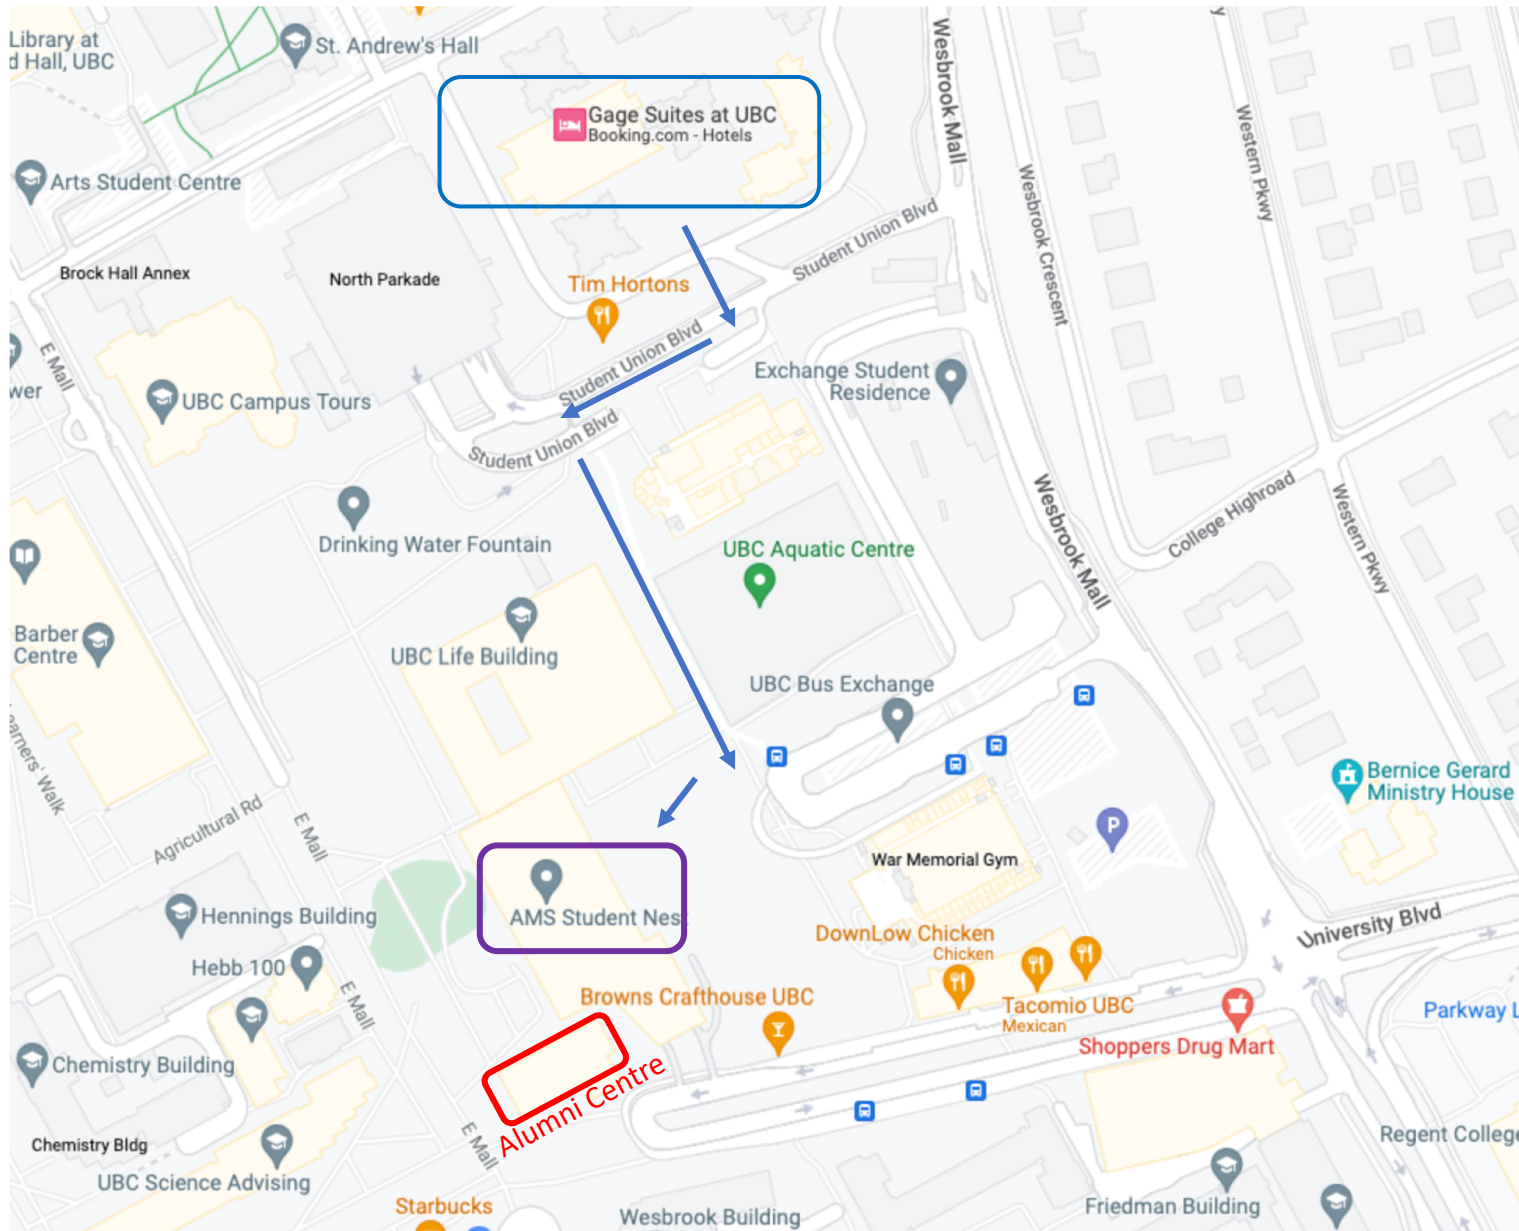 Library at
d Hall, UBC
St. Andrew's Hall
Gage Suites at UBC
Booking.com - Hotels
Wesbrook Mall
Western Pkwy
Wesbrook Crescent
Arts Student Centre
Student Union Blvd
Brock Hall Annex
North Parkade
Tim Hortons
Student Union Blvd
E Mall
wer
UBC Campus Tours
Exchange Student
Residence
Student Union Blvd
Wesbrook Mall
College Highroad
Western Pkwy
Drinking Water Fountain
UBC Aquatic Centre
Barber
Centre
UBC Life Building
UBC Bus Exchange
earners' Walk
Agricultural Rd
E Mall
Bernice Gerard
Ministry House
P
War Memorial Gym
Hennings Building
AMS Student Nes
DownLow Chicken
Chicken
University Blvd
Hebb 100
E Mall
Browns Crafthouse UBC
Tacomio UBC
Mexican
Parkway L
Shoppers Drug Mart
Chemistry Building
Alumni Centre
Chemistry Bldg
E Mall
Regent College
UBC Science Advising
Starbucks
Wesbrook Building
Friedman Building